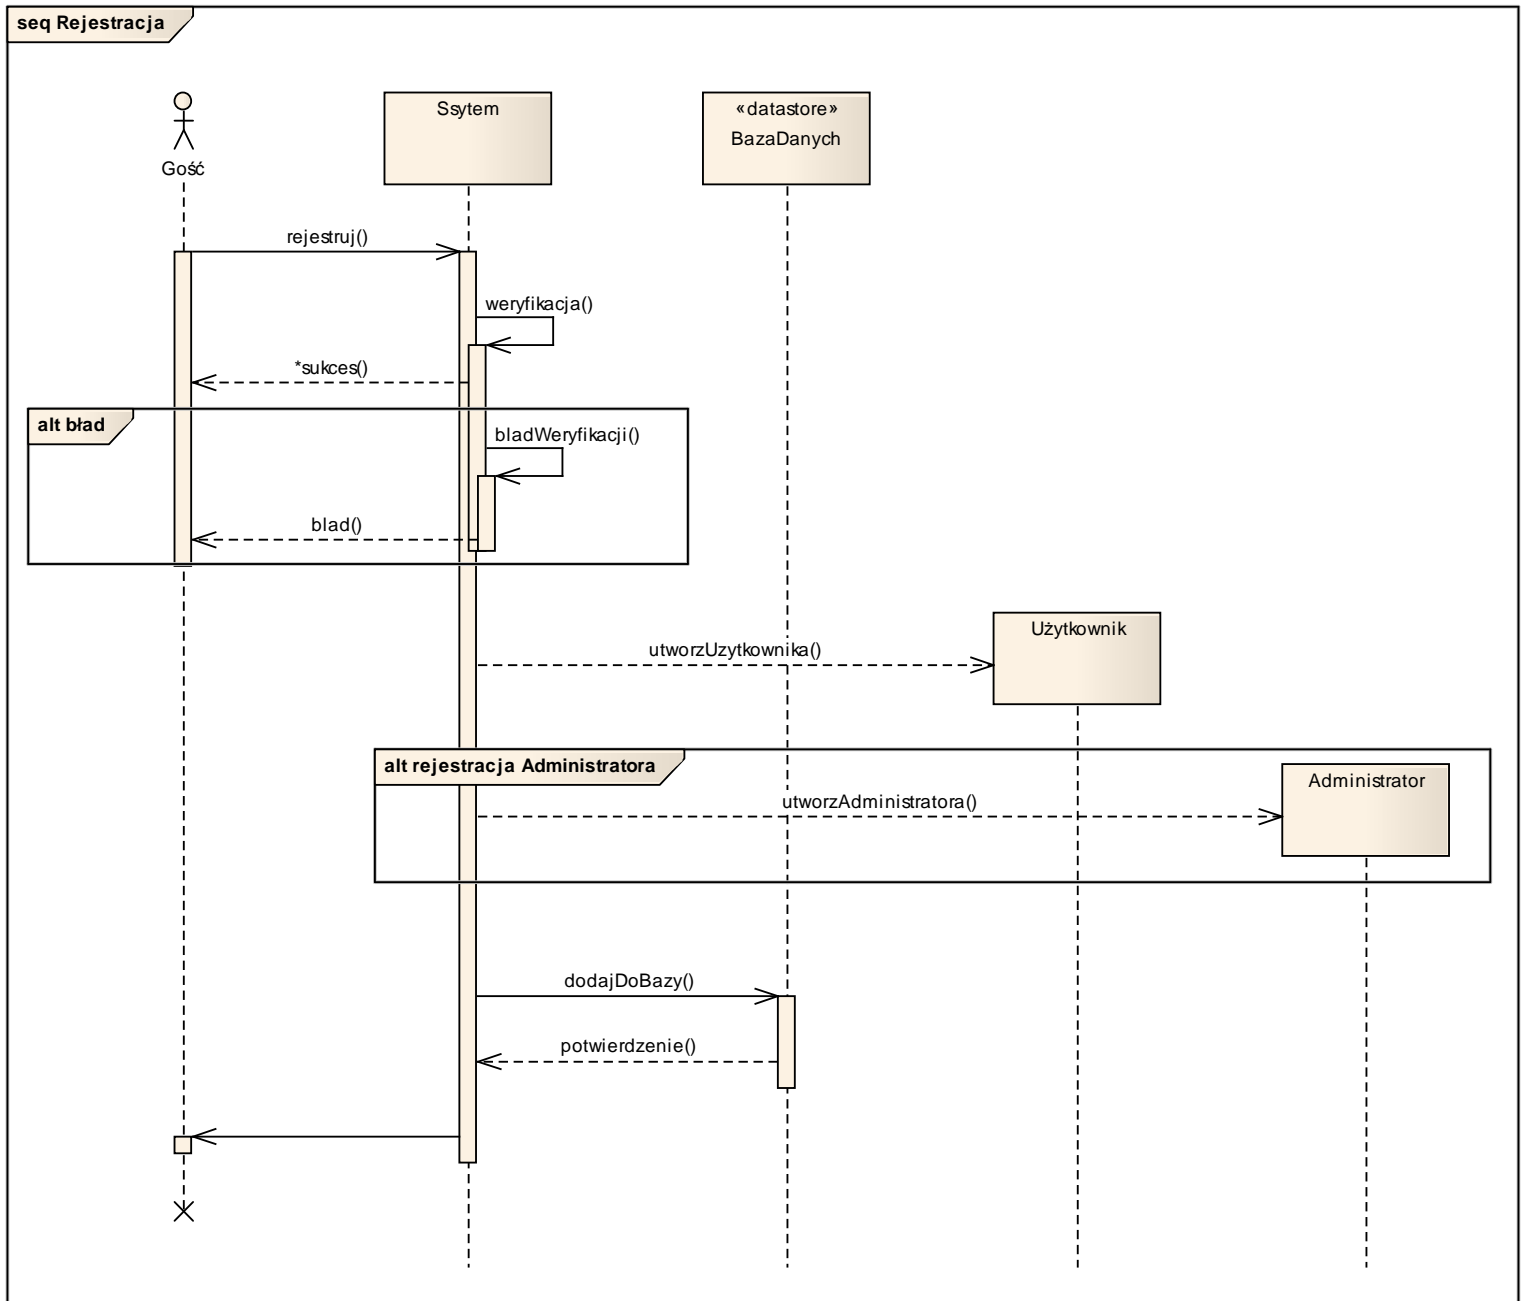 seq Rejestracja
Gość
Ssytem
«datastore»
BazaDanych
rejestruj()
weryfikacja()
*sukces()
alt bład
bladWeryfikacji()
blad()
Użytkownik
utworzUzytkownika()
alt rejestracja Administratora
Administrator
utworzAdministratora()
dodajDoBazy()
potwierdzenie()